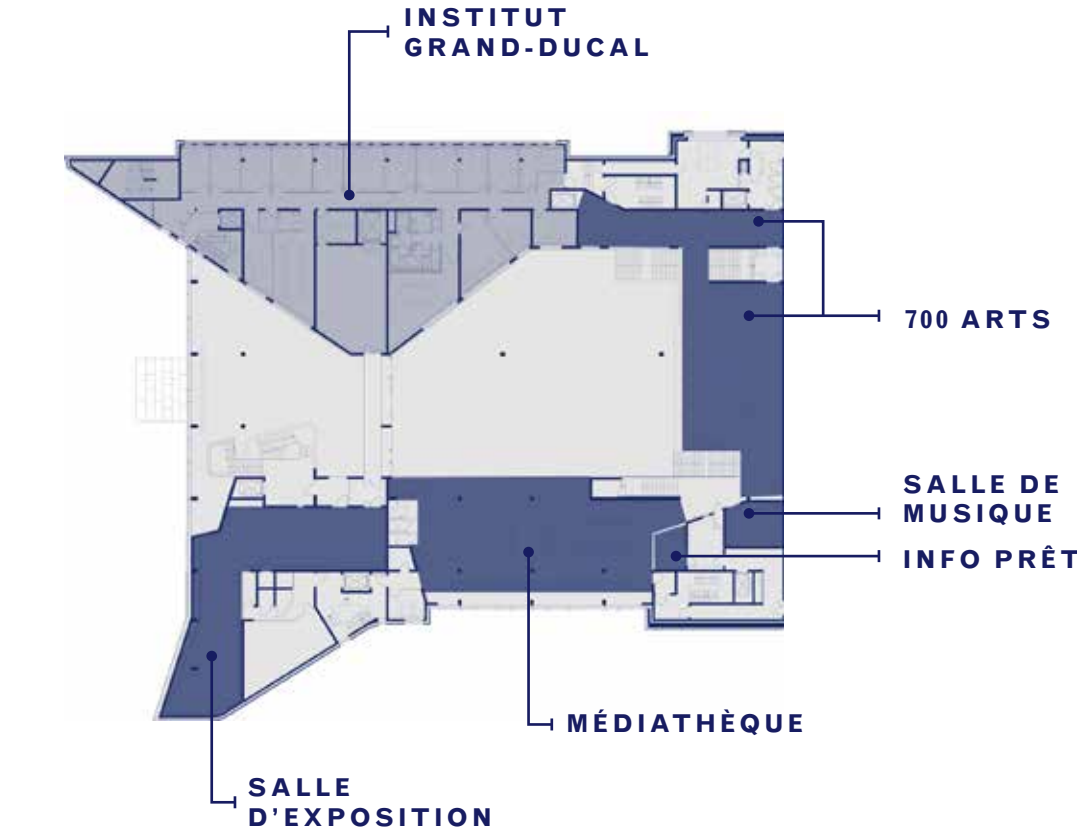 INSTITUT
GRAND-DUCAL
700 ARTS
SALLE DE
MUSIQUE
INFO PRÊT
MÉDIATHÈQUE
SALLE
D’EXPOSITION